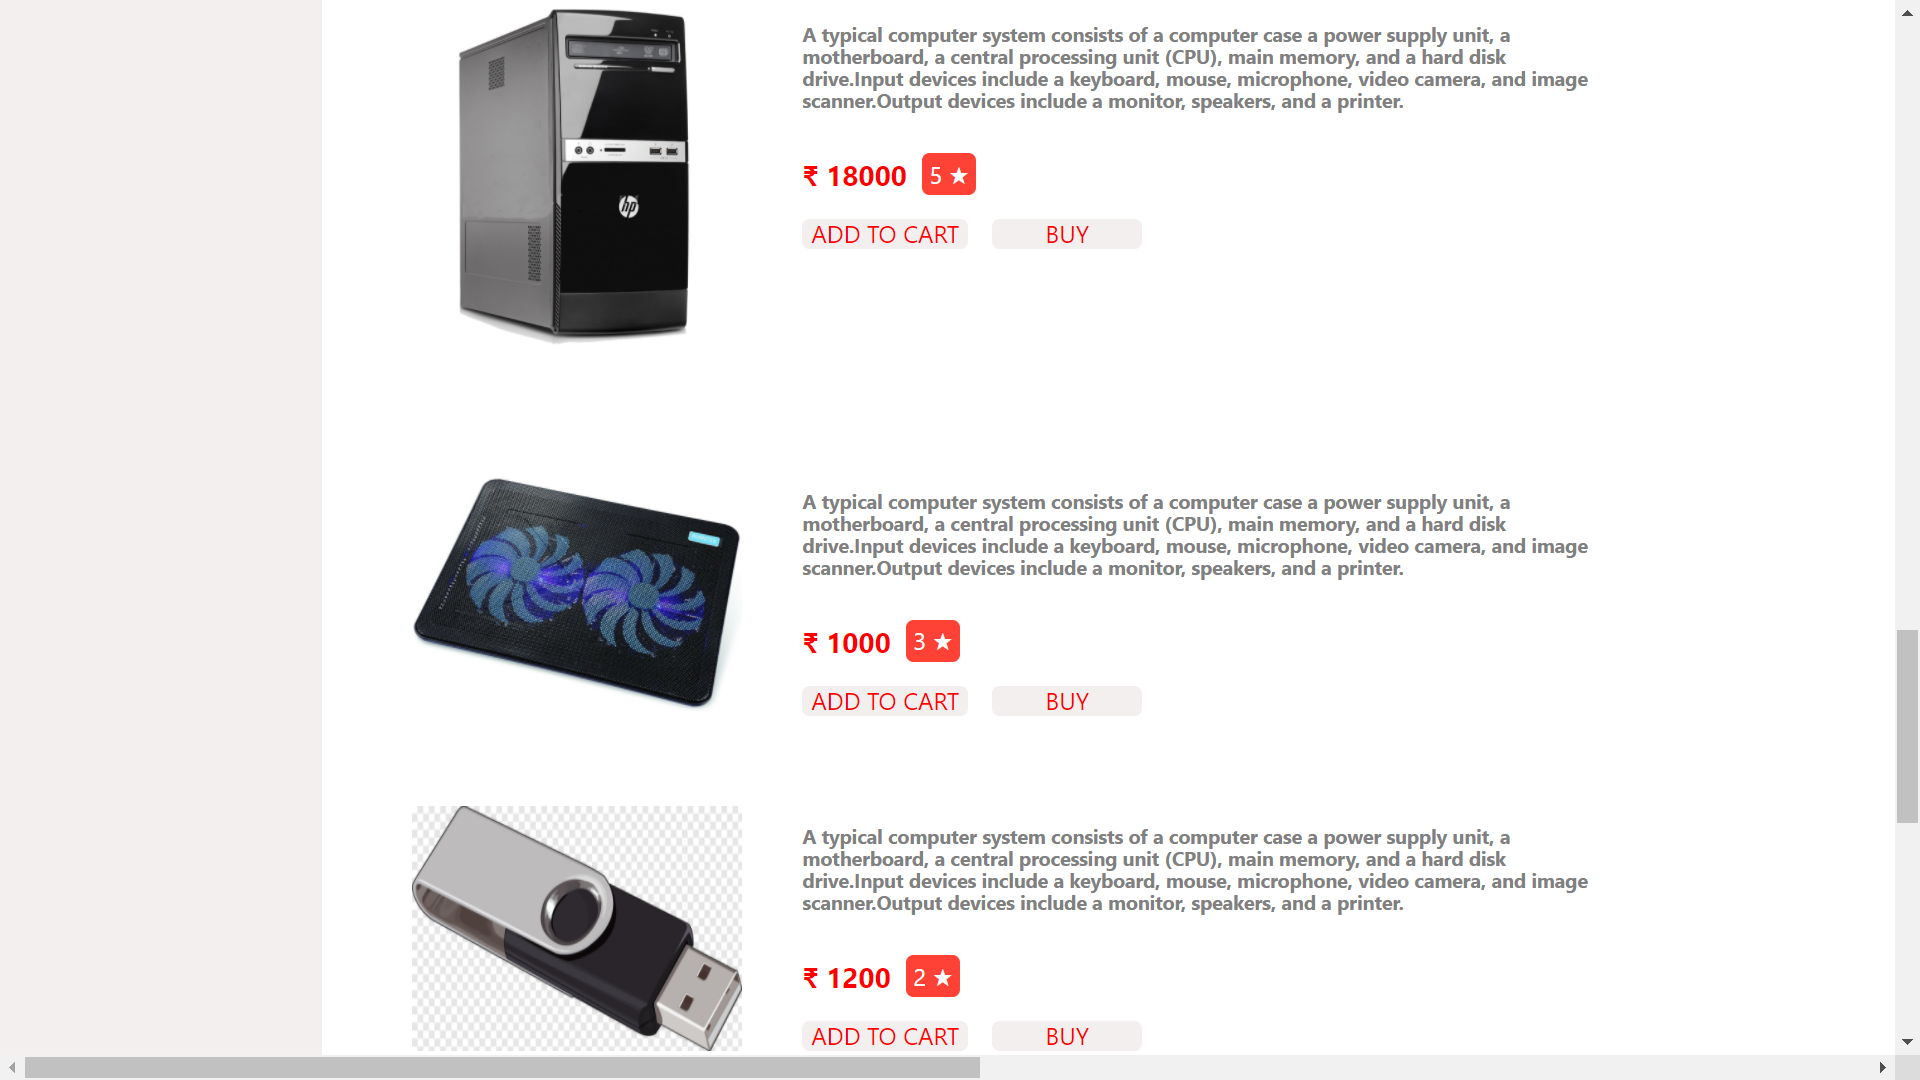 A typical computer system consists of a computer case a power supply unit, a
motherboard, a central processing unit (CPU), main memory, and a hard disk
drive.Input devices include a keyboard, mouse, microphone, video camera, and image
scanner.Output devices include a monitor, speakers, and a printer.
₹ 18000 5 ★
ADD TO CART BUY
hp
A typical computer system consists of a computer case a power supply unit, a
motherboard, a central processing unit (CPU), main memory, and a hard disk
drive.Input devices include a keyboard, mouse, microphone, video camera, and image
scanner.Output devices include a monitor, speakers, and a printer.
₹ 1000 3 ★
ADD TO CART BUY
A typical computer system consists of a computer case a power supply unit, a
motherboard, a central processing unit (CPU), main memory, and a hard disk
drive.Input devices include a keyboard, mouse, microphone, video camera, and image
scanner.Output devices include a monitor, speakers, and a printer.
₹ 1200 2 ★
ADD TO CART BUY